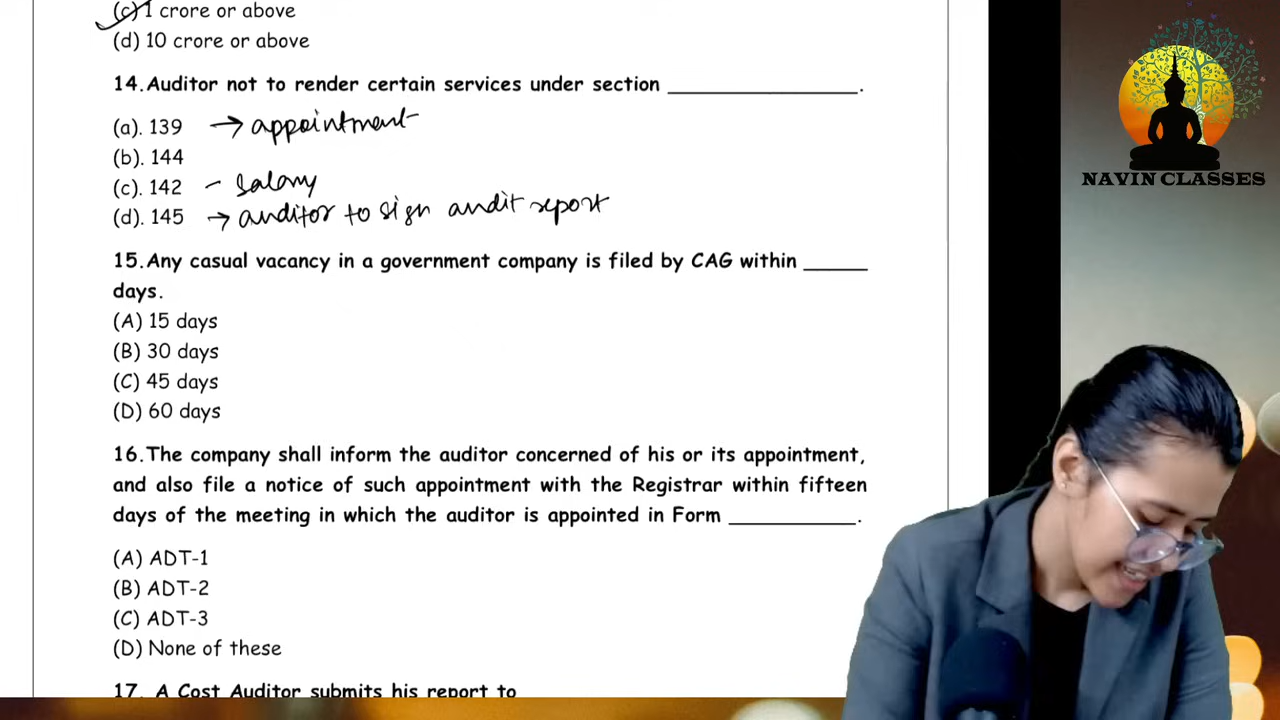 (c) 1 crore or above
(d) 10 crore or above
14.Auditor not to render certain services under section _________________.
(a). 139 → appointment
(b). 144
(c). 142 - salary
(d). 145 → auditor to sign audit report
15.Any casual vacancy in a government company is filed by CAG within ______
days.
(A) 15 days
(B) 30 days
(C) 45 days
(D) 60 days
16.The company shall inform the auditor concerned of his or its appointment,
and also file a notice of such appointment with the Registrar within fifteen
days of the meeting in which the auditor is appointed in Form ____________.
(A) ADT-1
(B) ADT-2
(C) ADT-3
(D) None of these
17. A Cost Auditor submits his report to
NAVIN CLASSES